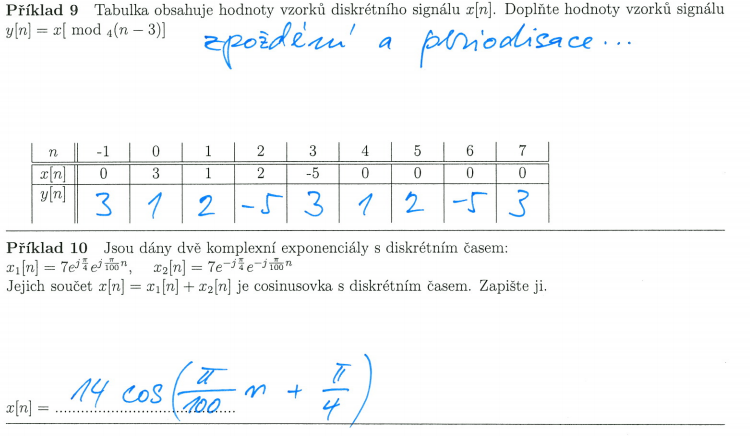 Příklad 9 Tabulka obsahuje hodnoty vzorků diskrétního signálu x[n]. Doplňte hodnoty vzorků signálu
y[n] = x[ mod ₄(n − 3)]
zpoždění a periodisace...
n -1 0 1 2 3 4 5 6 7
x[n] 0 3 1 2 -5 0 0 0 0
y[n] 3 1 2 -5 3 1 2 -5 3
Příklad 10 Jsou dány dvě komplexní exponenciály s diskrétním časem:
x₁[n] = 7e^{j π/4} e^{j π/100 n}, x₂[n] = 7e^{−j π/4} e^{−j π/100 n}
Jejich součet x[n] = x₁[n] + x₂[n] je cosinusovka s diskrétním časem. Zapište ji.
x[n] = 14 cos(π/100 n + π/4)